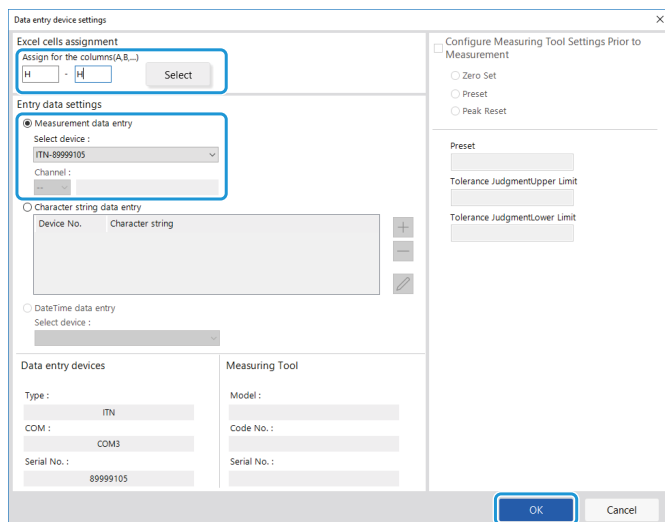 Data entry device settings
Excel cells assignment
Assign for the columns(A,B,...)
H - H
Select
Entry data settings
Measurement data entry
Select device :
ITN-89999105
Channel :
--
Character string data entry
Device No. Character string
DateTime data entry
Select device :
Data entry devices
Type :
ITN
COM :
COM3
Serial No. :
89999105
Measuring Tool
Model :
Code No. :
Serial No. :
Configure Measuring Tool Settings Prior to
Measurement
Zero Set
Preset
Peak Reset
Preset
Tolerance JudgmentUpper Limit
Tolerance JudgmentLower Limit
OK
Cancel